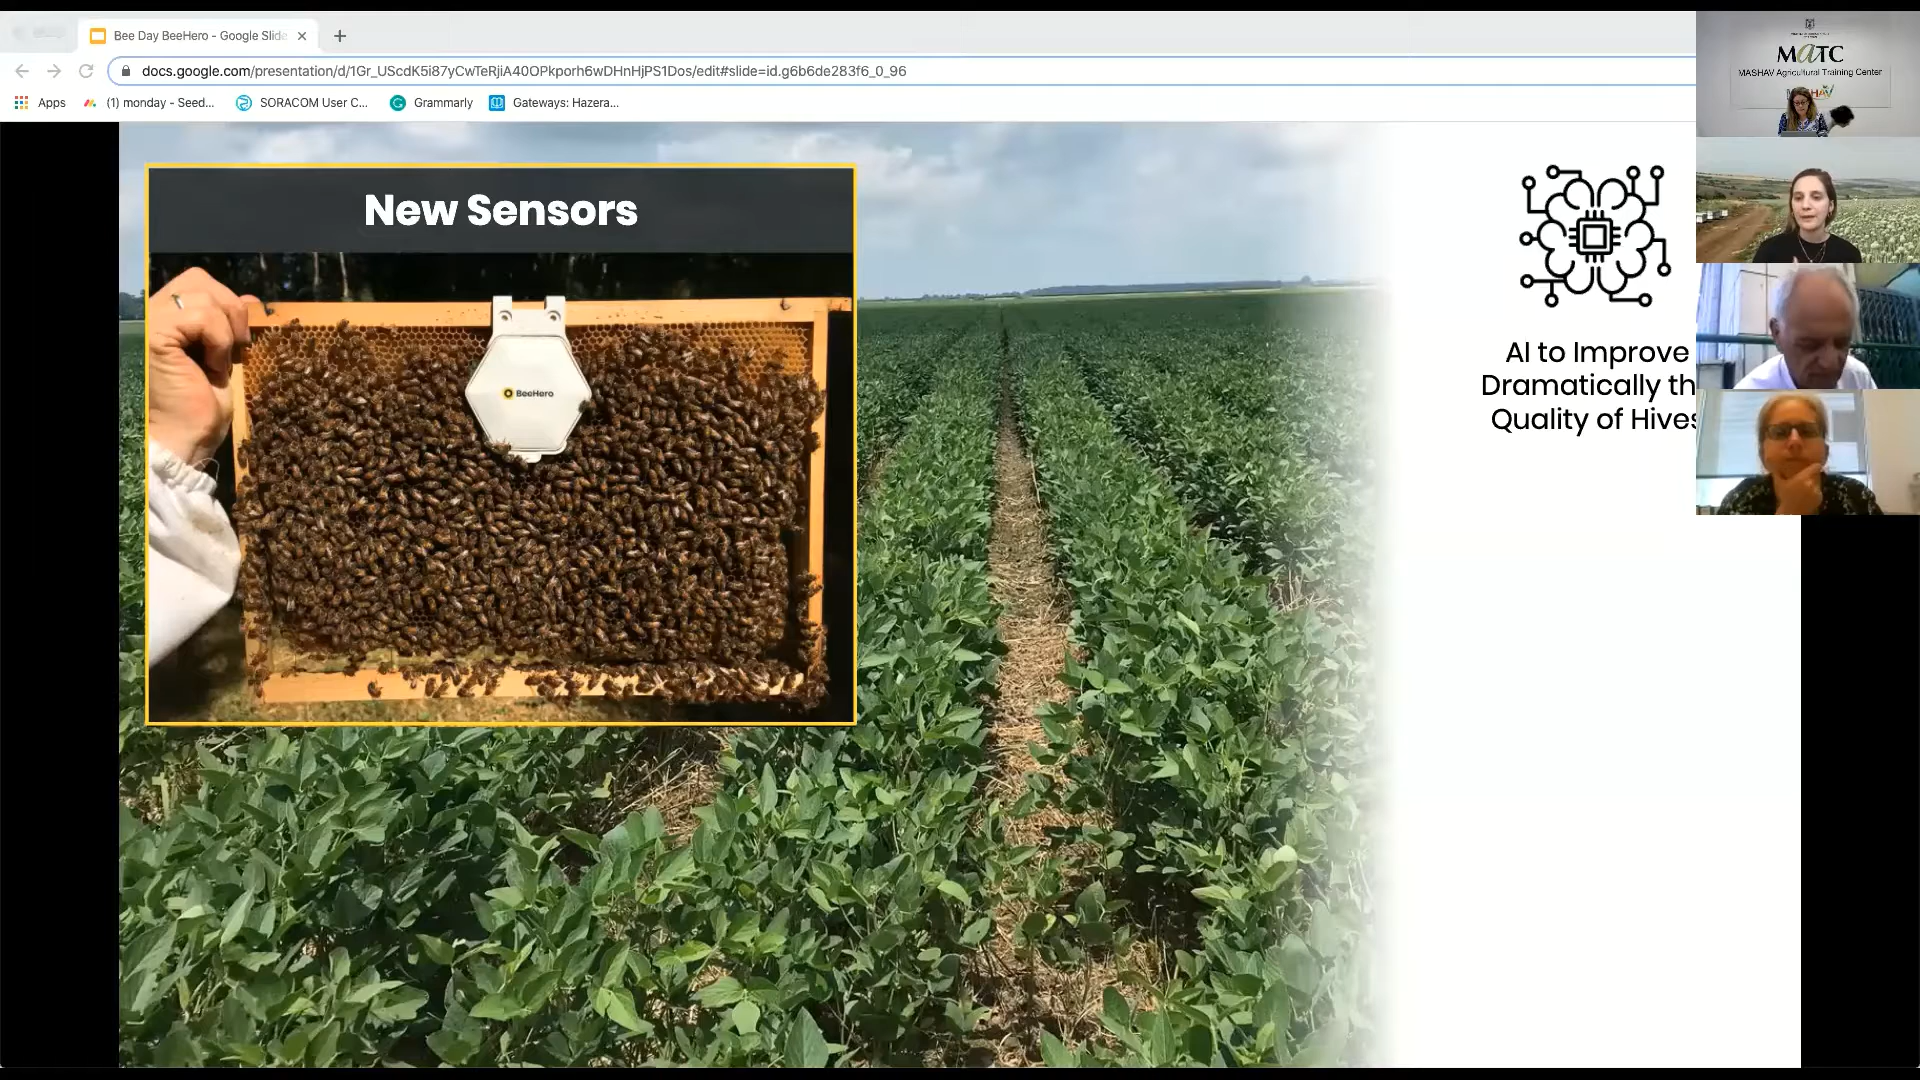 Bee Day BeeHero - Google Slide
docs.google.com/presentation/d/1Gr_UScdK5i87yCwTeRjiA40OPkporh6wDHnHjPS1Dos/edit#slide=id.g6b6de283f6_0_96
Apps
(1) monday - Seed...
SORACOM User C...
Grammarly
Gateways: Hazera...
New Sensors
BeeHero
AI to Improve
Dramatically th
Quality of Hives
MATC
MASHAV Agricultural Training Center